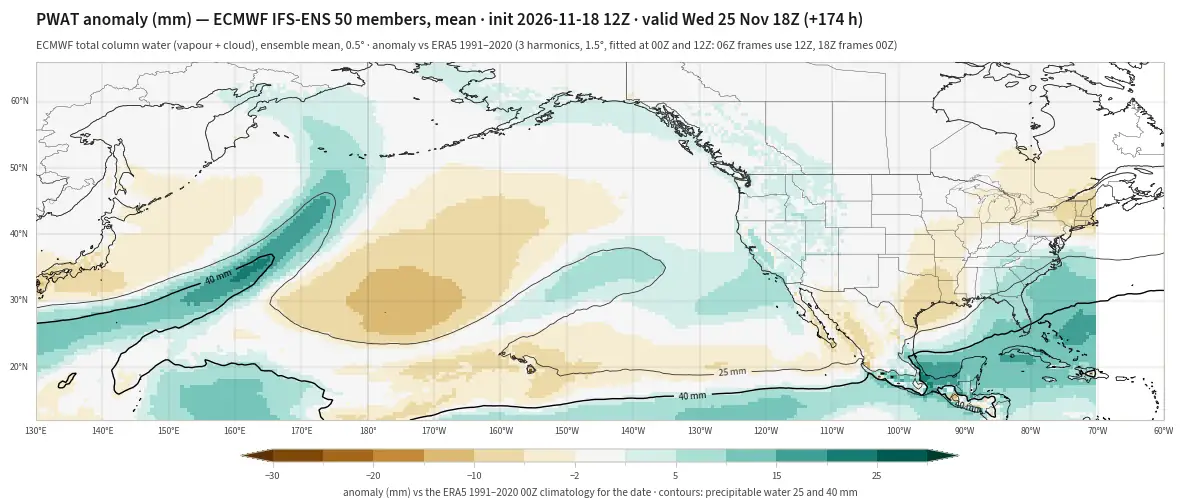 PWAT anomaly (mm) — ECMWF IFS-ENS 50 members, mean · init 2026-11-18 12Z · valid Wed 25 Nov 18Z (+174 h)
ECMWF total column water (vapour + cloud), ensemble mean, 0.5° · anomaly vs ERA5 1991–2020 (3 harmonics, 1.5°, fitted at 00Z and 12Z: 06Z frames use 12Z, 18Z frames 00Z)
60°N
50°N
40°N
40 mm
30°N
20°N
25 mm
40 mm
40 mm
130°E 140°E 150°E 160°E 170°E 180° 170°W 160°W 150°W 140°W 130°W 120°W 110°W 100°W 90°W 80°W 70°W 60°W
−30 −20 −10 −2 5 15 25
anomaly (mm) vs the ERA5 1991–2020 00Z climatology for the date · contours: precipitable water 25 and 40 mm